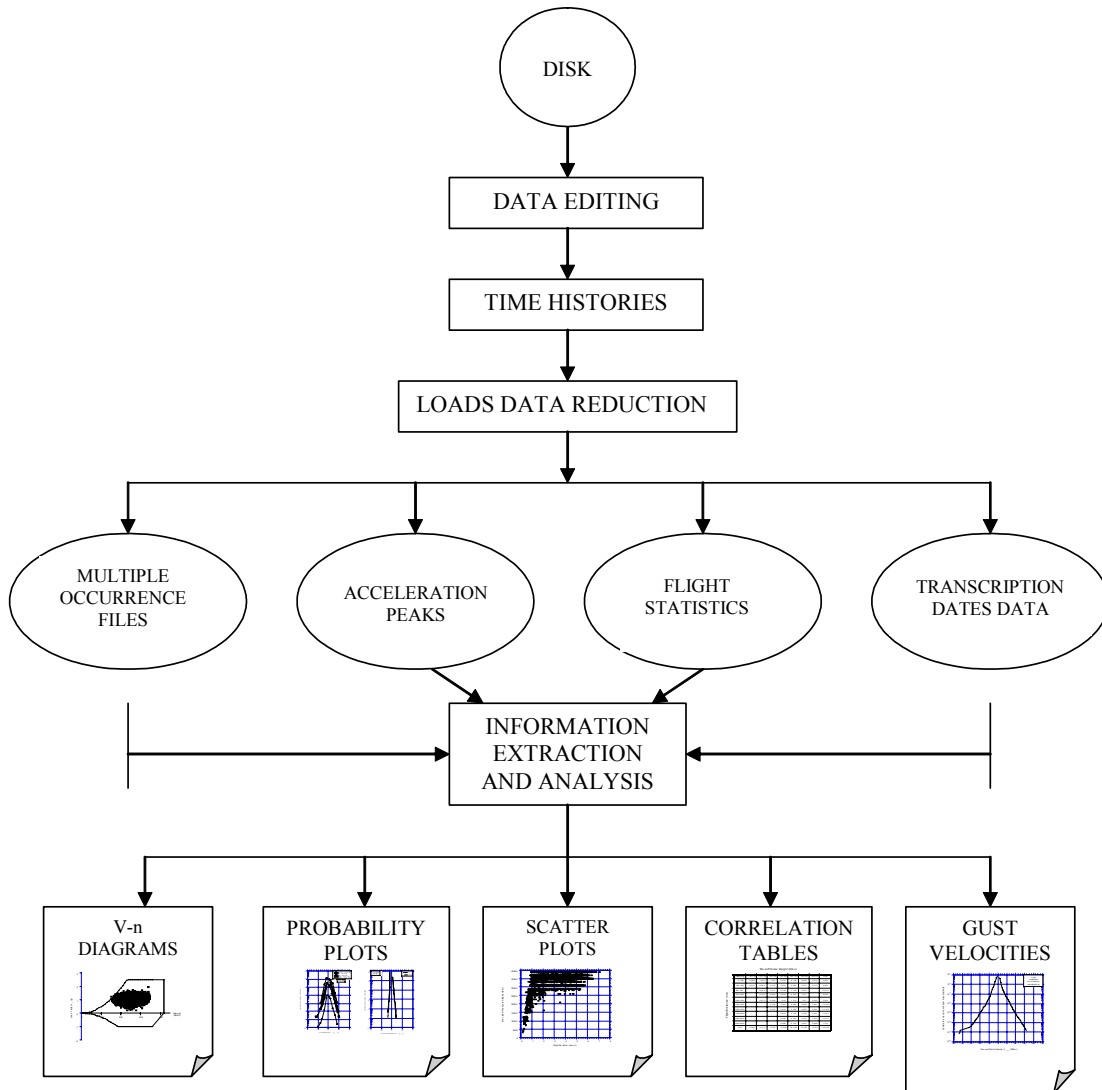 DISK
DATA EDITING
TIME HISTORIES
LOADS DATA REDUCTION
MULTIPLE
OCCURRENCE
FILES
ACCELERATION
PEAKS
FLIGHT
STATISTICS
TRANSCRIPTION
DATES DATA
INFORMATION
EXTRACTION
AND ANALYSIS
V-n
DIAGRAMS
PROBABILITY
PLOTS
SCATTER
PLOTS
CORRELATION
TABLES
GUST
VELOCITIES